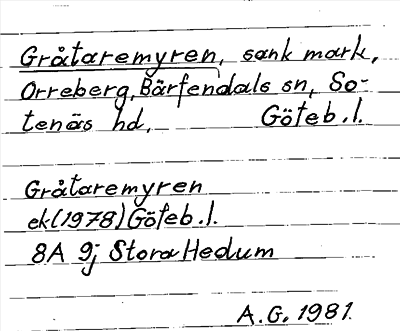 Gråtaremyren, sank mark,
Orreberg, Bärfendals sn, So-
tenäs hd, Göteb. l.
Gråtaremyren
ek(1978) Göteb. l.
8A 9j Stora Hedum
A.G. 1981.